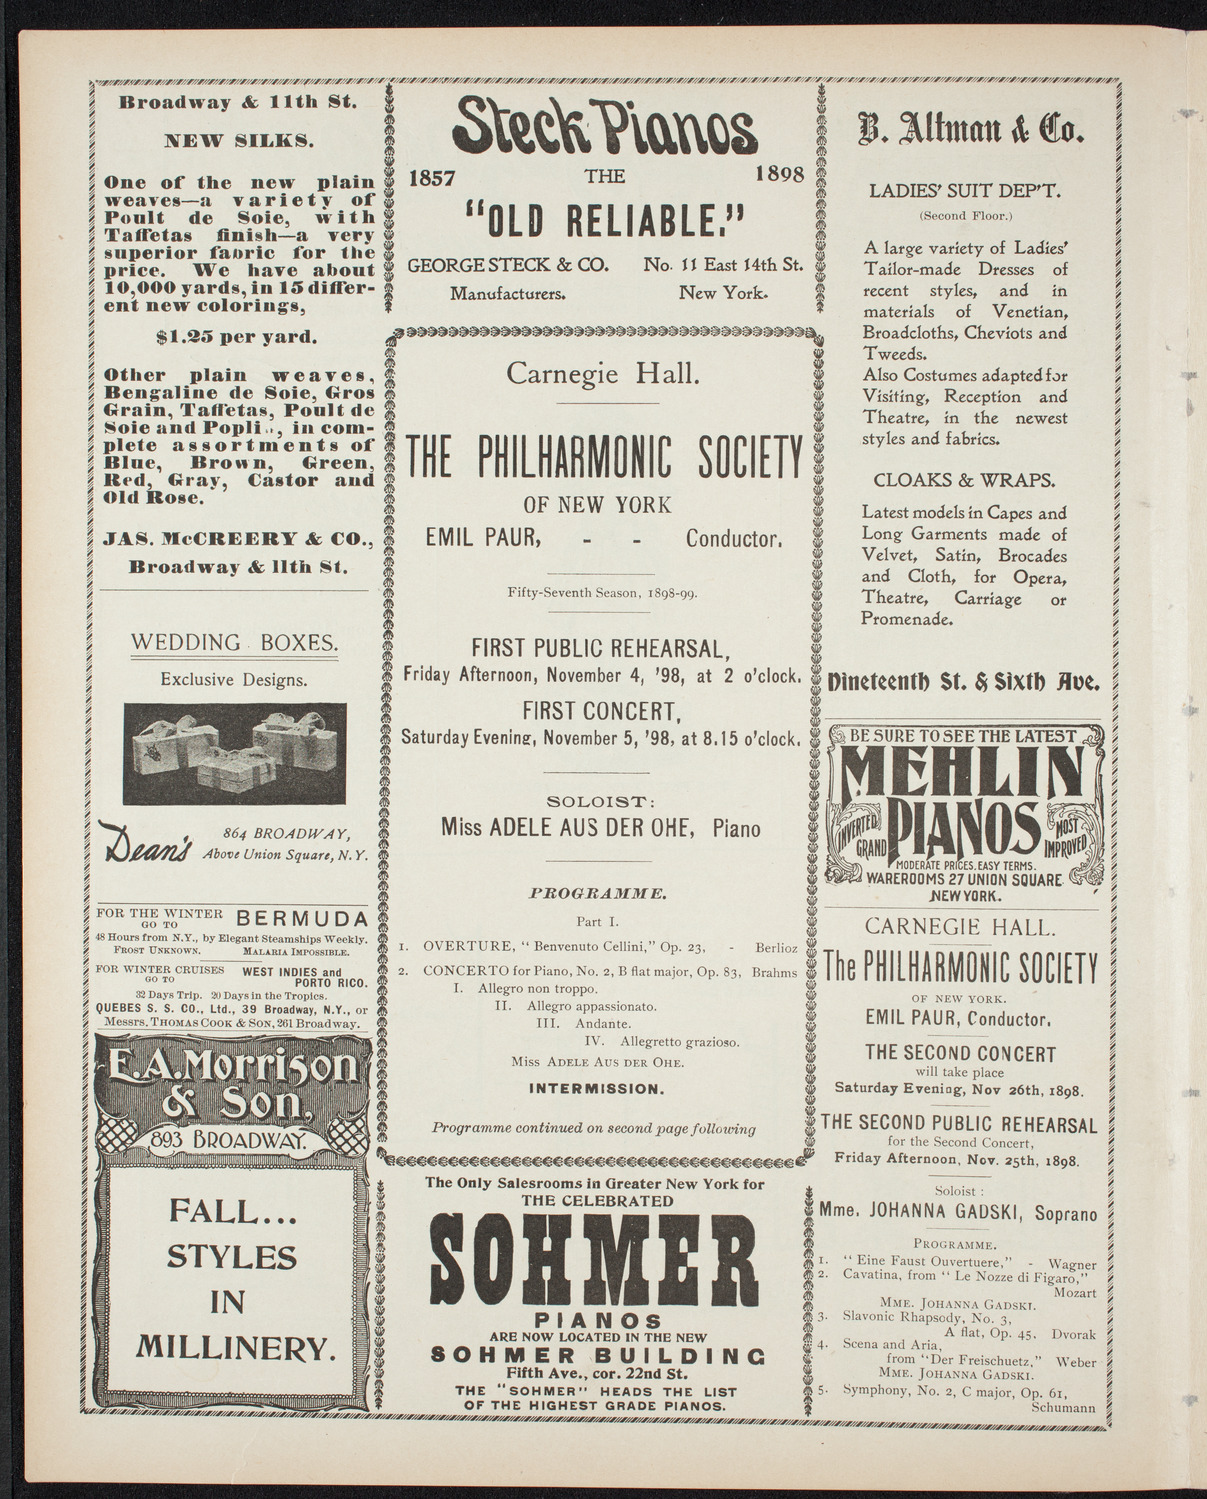 Broadway & 11th St.
NEW SILKS.
One of the new plain
weaves—a variety of
Poult de Soie, with
Taffetas finish—a very
superior fabric for the
price. We have about
10,000 yards, in 15 differ-
ent new colorings,
$1.25 per yard.
Other plain weaves,
Bengaline de Soie, Gros
Grain, Taffetas, Poult de
Soie and Popli.., in com-
plete assortments of
Blue, Brown, Green,
Red, Gray, Castor and
Old Rose.
JAS. McCREERY & CO.,
Broadway & 11th St.
WEDDING BOXES.
Exclusive Designs.
Dean's
864 BROADWAY,
Above Union Square, N. Y.
FOR THE WINTER
GO TO
BERMUDA
48 Hours from N.Y., by Elegant Steamships Weekly.
FROST UNKNOWN. MALARIA IMPOSSIBLE.
FOR WINTER CRUISES
GO TO
WEST INDIES and
PORTO RICO.
32 Days Trip. 20 Days in the Tropics.
QUEBES S. S. CO., Ltd., 39 Broadway, N.Y., or
Messrs. THOMAS COOK & SON, 261 Broadway.
E.A. Morrison
& Son,
893 BROADWAY.
FALL...
STYLES
IN
MILLINERY.
Steck Pianos
1857 THE 1898
"OLD RELIABLE."
GEORGE STECK & CO. No. 11 East 14th St.
Manufacturers. New York.
Carnegie Hall.
THE PHILHARMONIC SOCIETY
OF NEW YORK
EMIL PAUR, - - Conductor.
Fifty-Seventh Season, 1898-99.
FIRST PUBLIC REHEARSAL,
Friday Afternoon, November 4, '98, at 2 o'clock.
FIRST CONCERT,
Saturday Evening, November 5, '98, at 8.15 o'clock.
SOLOIST:
Miss ADELE AUS DER OHE, Piano
PROGRAMME.
Part I.
1. OVERTURE, "Benvenuto Cellini," Op. 23, - Berlioz
2. CONCERTO for Piano, No. 2, B flat major, Op. 83, Brahms
I. Allegro non troppo.
II. Allegro appassionato.
III. Andante.
IV. Allegretto grazioso.
Miss ADELE AUS DER OHE.
INTERMISSION.
Programme continued on second page following
The Only Salesrooms in Greater New York for
THE CELEBRATED
SOHMER
PIANOS
ARE NOW LOCATED IN THE NEW
SOHMER BUILDING
Fifth Ave., cor. 22nd St.
THE "SOHMER" HEADS THE LIST
OF THE HIGHEST GRADE PIANOS.
B. Altman & Co.
LADIES' SUIT DEP'T.
(Second Floor.)
A large variety of Ladies'
Tailor-made Dresses of
recent styles, and in
materials of Venetian,
Broadcloths, Cheviots and
Tweeds.
Also Costumes adapted for
Visiting, Reception and
Theatre, in the newest
styles and fabrics.
CLOAKS & WRAPS.
Latest models in Capes and
Long Garments made of
Velvet, Satin, Brocades
and Cloth, for Opera,
Theatre, Carriage or
Promenade.
Nineteenth St. & Sixth Ave.
BE SURE TO SEE THE LATEST
MEHLIN
INVERTED
GRAND
PIANOS
MOST
IMPROVED
MODERATE PRICES. EASY TERMS.
WAREROOMS 27 UNION SQUARE
NEW YORK.
CARNEGIE HALL.
The PHILHARMONIC SOCIETY
OF NEW YORK.
EMIL PAUR, Conductor.
THE SECOND CONCERT
will take place
Saturday Evening, Nov 26th, 1898.
THE SECOND PUBLIC REHEARSAL
for the Second Concert,
Friday Afternoon, Nov. 25th, 1898.
Soloist:
Mme. JOHANNA GADSKI, Soprano
PROGRAMME.
1. "Eine Faust Ouvertuere," - Wagner
2. Cavatina, from "Le Nozze di Figaro,"
Mozart
MME. JOHANNA GADSKI.
3. Slavonic Rhapsody, No. 3,
A flat, Op. 45. Dvorak
4. Scena and Aria,
from "Der Freischuetz," Weber
MME. JOHANNA GADSKI.
5. Symphony, No. 2, C major, Op. 61,
Schumann